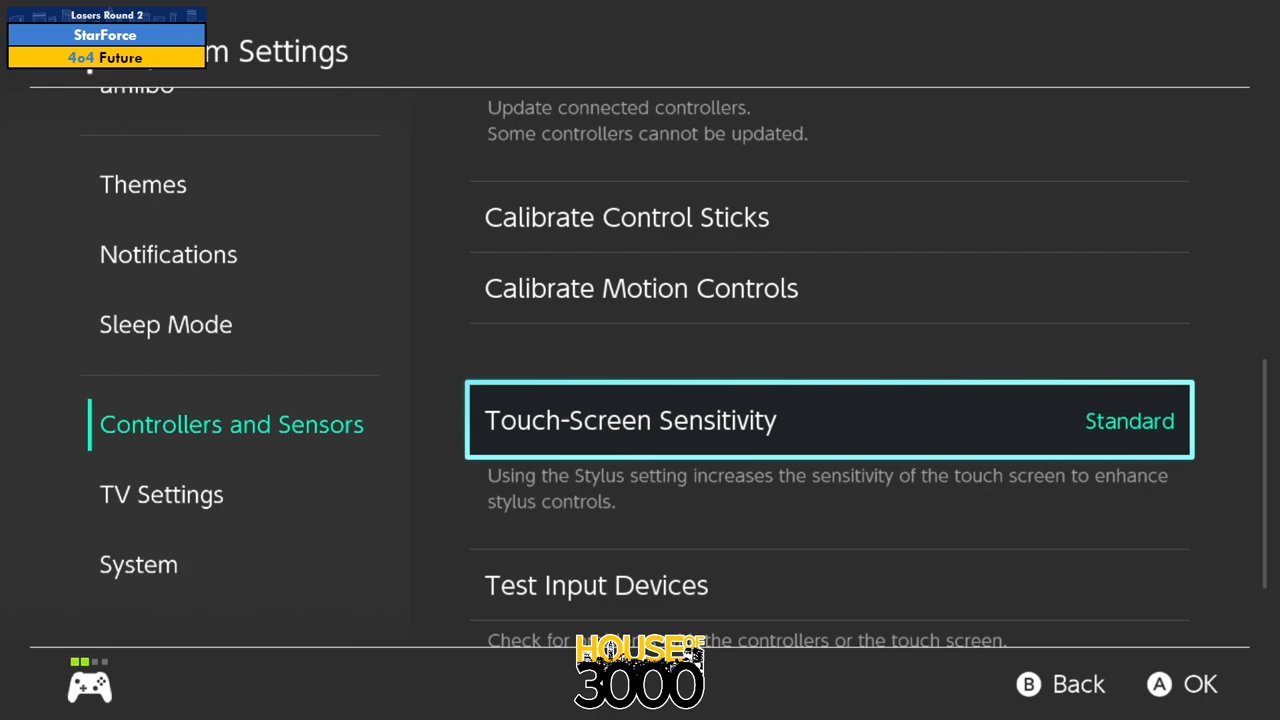 Losers Round 2
StarForce
4o4 Future
m Settings
amiibo
Themes
Notifications
Sleep Mode
Controllers and Sensors
TV Settings
System
Update connected controllers.
Some controllers cannot be updated.
Calibrate Control Sticks
Calibrate Motion Controls
Touch-Screen Sensitivity Standard
Using the Stylus setting increases the sensitivity of the touch screen to enhance
stylus controls.
Test Input Devices
Check for the controllers or the touch screen.
HOUSE OF
3000
B Back A OK